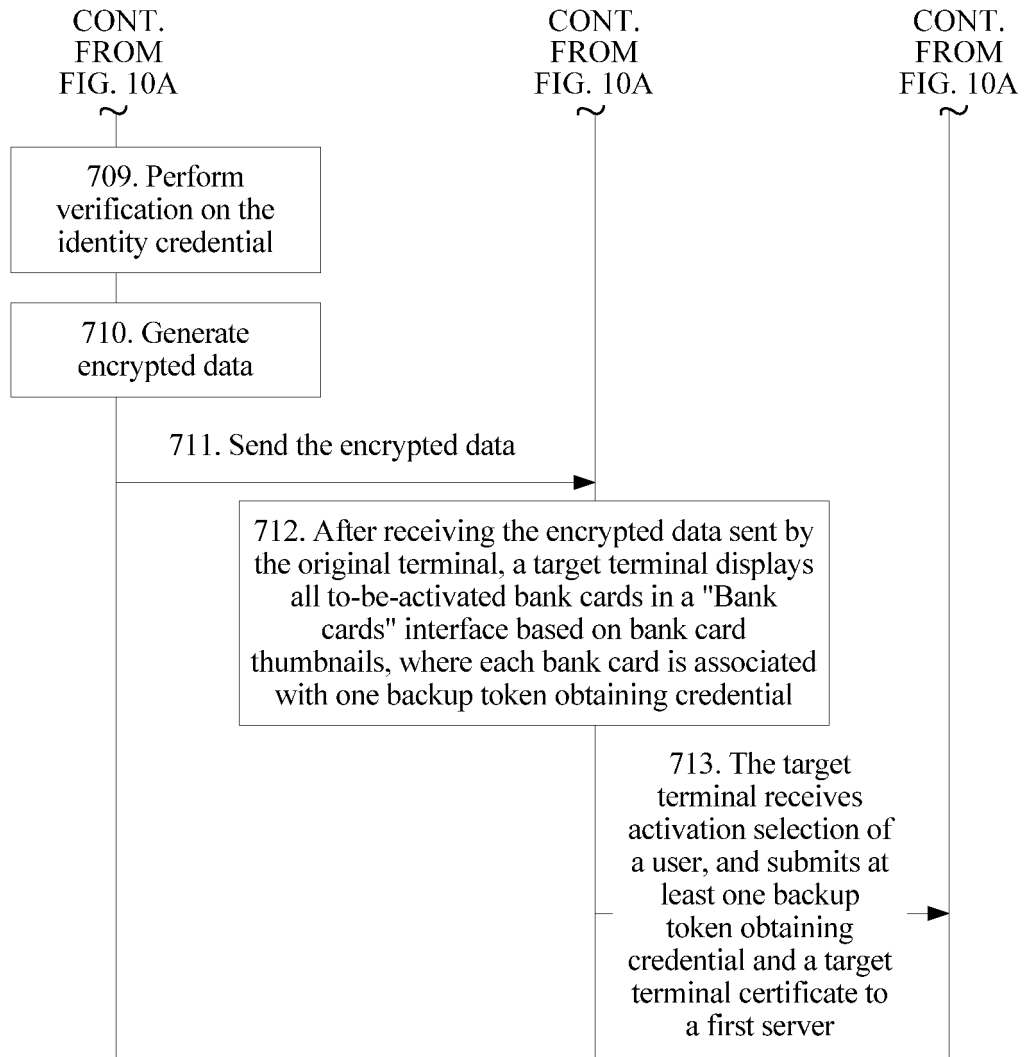 CONT.
FROM
FIG. 10A
CONT.
FROM
FIG. 10A
CONT.
FROM
FIG. 10A
709. Perform
verification on the
identity credential
710. Generate
encrypted data
711. Send the encrypted data
712. After receiving the encrypted data sent by
the original terminal, a target terminal displays
all to-be-activated bank cards in a "Bank
cards" interface based on bank card
thumbnails, where each bank card is associated
with one backup token obtaining credential
713. The target
terminal receives
activation selection of
a user, and submits at
least one backup
token obtaining
credential and a target
terminal certificate to
a first server